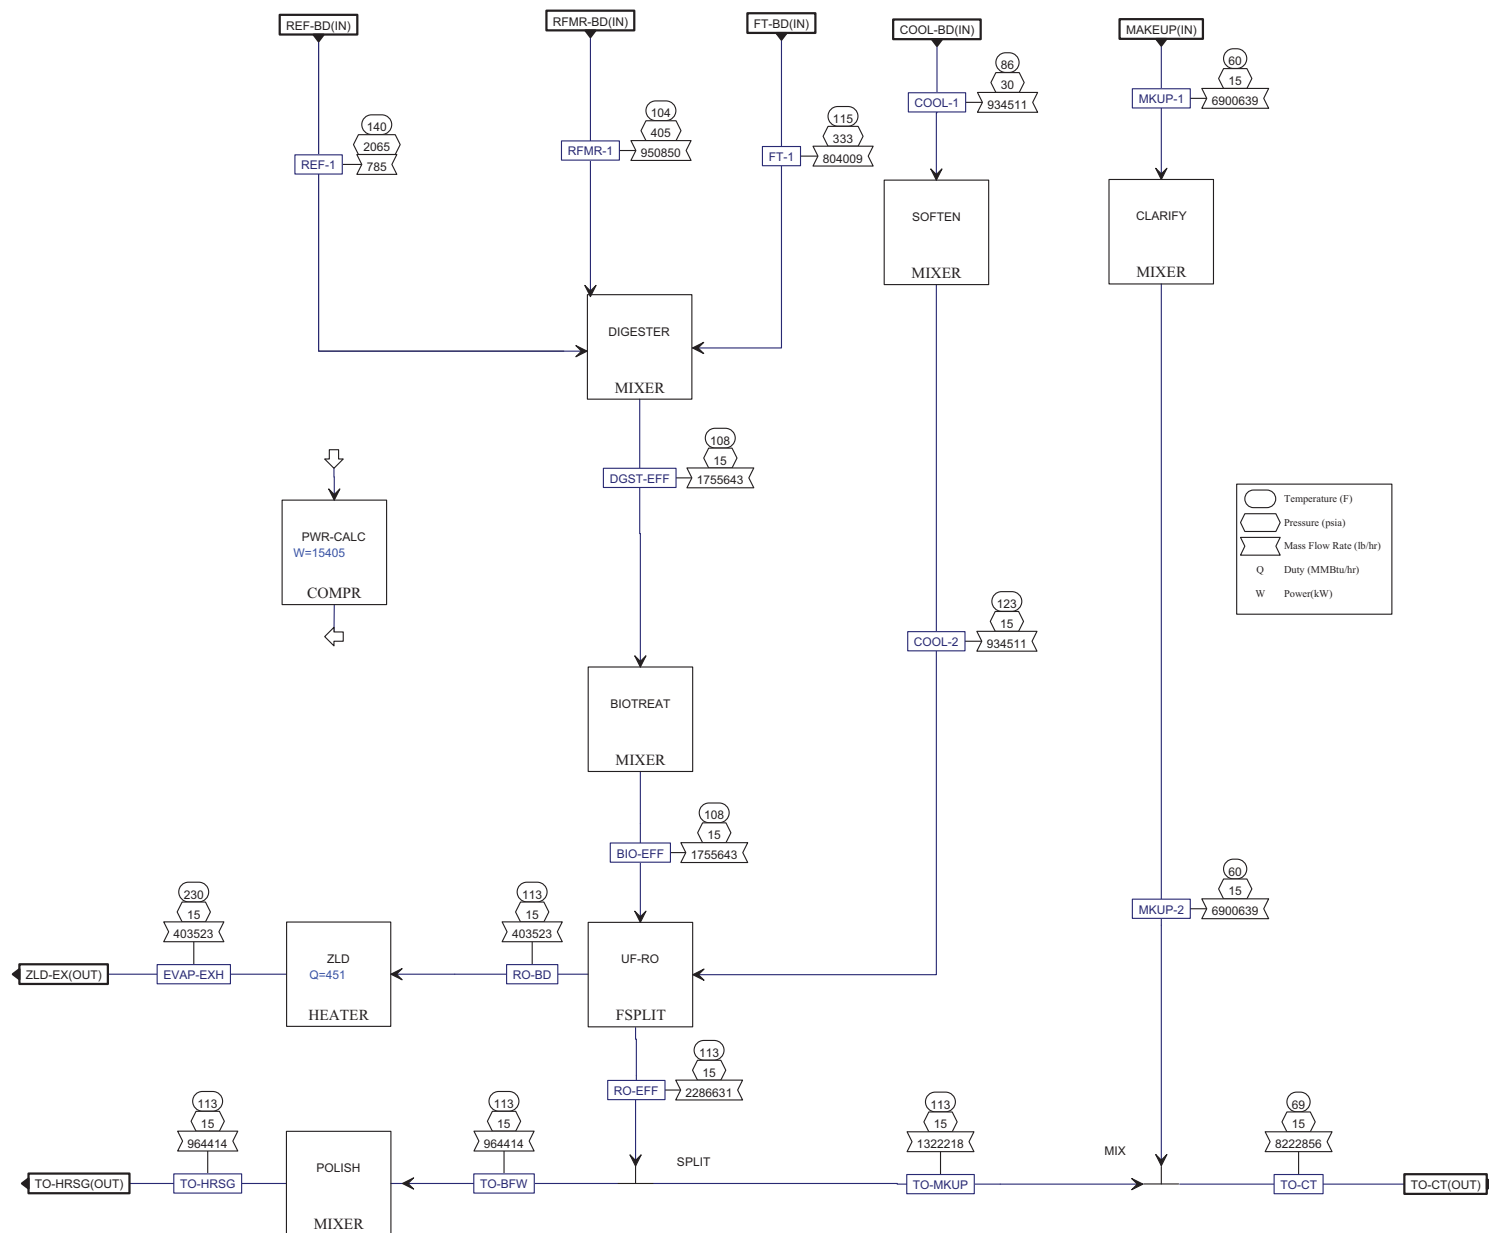 REF-BD(IN)
RFMR-BD(IN)
FT-BD(IN)
COOL-BD(IN)
MAKEUP(IN)
140
2065
REF-1
785
104
405
RFMR-1
950850
115
333
FT-1
804009
86
30
COOL-1
934511
60
15
MKUP-1
6900639
SOFTEN
MIXER
CLARIFY
MIXER
DIGESTER
MIXER
108
15
DGST-EFF
1755643
PWR-CALC
W=15405
COMPR
Temperature (F)
Pressure (psia)
Mass Flow Rate (lb/hr)
Q Duty (MMBtu/hr)
W Power(kW)
123
15
COOL-2
934511
BIOTREAT
MIXER
108
15
BIO-EFF
1755643
60
15
MKUP-2
6900639
230
15
403523
ZLD-EX(OUT)
EVAP-EXH
ZLD
Q=451
HEATER
113
15
403523
RO-BD
UF-RO
FSPLIT
113
15
RO-EFF
2286631
113
15
964414
TO-HRSG(OUT)
TO-HRSG
POLISH
MIXER
113
15
964414
TO-BFW
SPLIT
113
15
1322218
TO-MKUP
MIX
69
15
8222856
TO-CT
TO-CT(OUT)